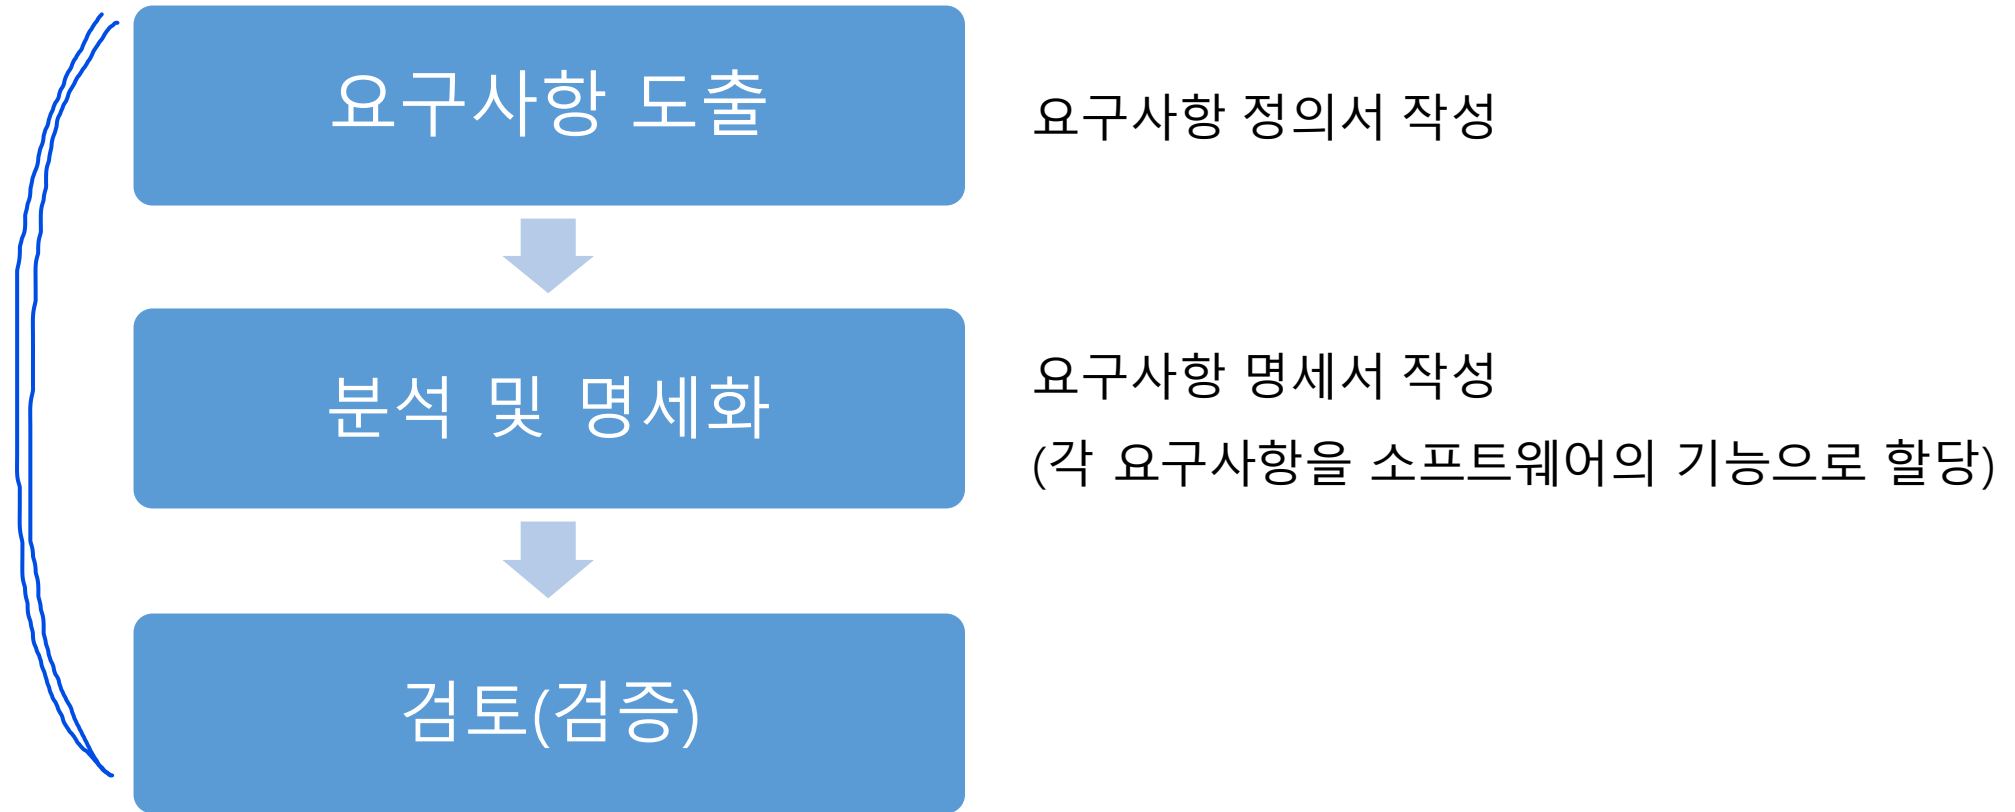 요구사항 도출
요구사항 정의서 작성
분석 및 명세화
요구사항 명세서 작성
(각 요구사항을 소프트웨어의 기능으로 할당)
검토(검증)